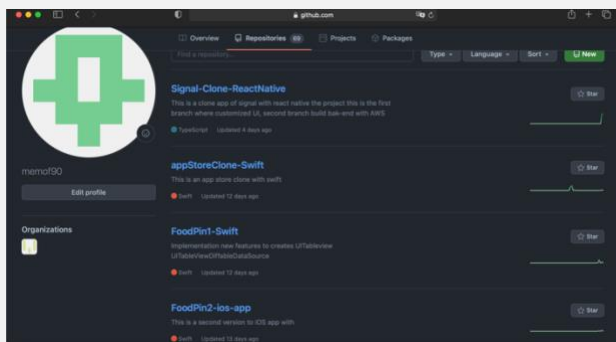 github.com
Overview Repositories Projects Packages
Find a repository...
Type Language Sort New
Signal-Clone-ReactNative
Star
This is a clone app of signal with react native the project this is the first
branch where customized UI, second branch build bak-end with AWS
TypeScript Updated 4 days ago
memof90
Edit profile
appStoreClone-Swift
Star
This is an app store clone with swift
Swift Updated 12 days ago
Organizations
FoodPin1-Swift
Star
Implementation new features to creates UITableview
UITableViewDiffableDataSource
Swift Updated 12 days ago
FoodPin2-ios-app
Star
This is a second version to iOS app with
Swift Updated 13 days ago